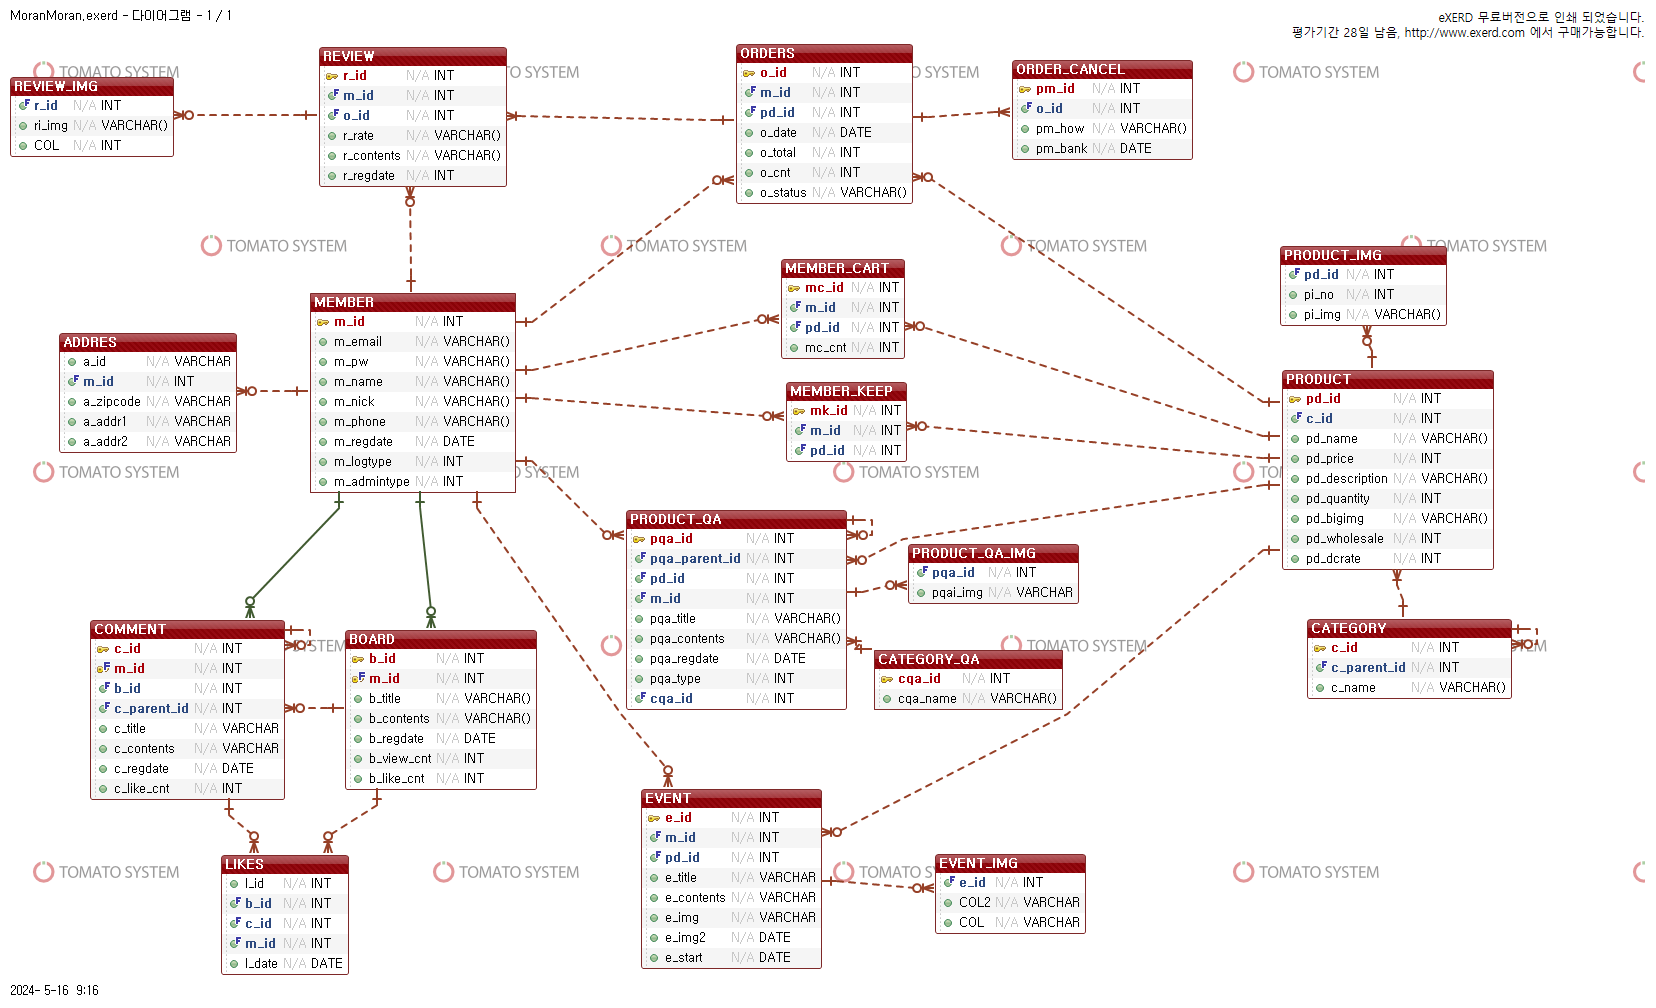 MoranMoran.exerd - 다이어그램 - 1 / 1
eXERD 무료버전으로 인쇄 되었습니다.
평가기간 28일 남음, http://www.exerd.com 에서 구매가능합니다.
REVIEW_IMG
r_id N/A INT
ri_img N/A VARCHAR()
COL N/A INT
REVIEW
r_id N/A INT
m_id N/A INT
o_id N/A INT
r_rate N/A VARCHAR()
r_contents N/A VARCHAR()
r_regdate N/A INT
ORDERS
o_id N/A INT
m_id N/A INT
pd_id N/A INT
o_date N/A DATE
o_total N/A INT
o_cnt N/A INT
o_status N/A VARCHAR()
ORDER_CANCEL
pm_id N/A INT
o_id N/A INT
pm_how N/A VARCHAR()
pm_bank N/A DATE
TOMATO SYSTEM
TO SYSTEM
SYSTEM
TOMATO SYSTEM
TOMATO SYSTEM
TOMATO SYSTEM
TOMATO SYSTEM
TOMATO SYSTEM
MEMBER_CART
mc_id N/A INT
m_id N/A INT
pd_id N/A INT
mc_cnt N/A INT
PRODUCT_IMG
pd_id N/A INT
pi_no N/A INT
pi_img N/A VARCHAR()
ADDRES
a_id N/A VARCHAR
m_id N/A INT
a_zipcode N/A VARCHAR
a_addr1 N/A VARCHAR
a_addr2 N/A VARCHAR
MEMBER
m_id N/A INT
m_email N/A VARCHAR()
m_pw N/A VARCHAR()
m_name N/A VARCHAR()
m_nick N/A VARCHAR()
m_phone N/A VARCHAR()
m_regdate N/A DATE
m_logtype N/A INT
m_admintype N/A INT
MEMBER_KEEP
mk_id N/A INT
m_id N/A INT
pd_id N/A INT
PRODUCT
pd_id N/A INT
c_id N/A INT
pd_name N/A VARCHAR()
pd_price N/A INT
pd_description N/A VARCHAR()
pd_quantity N/A INT
pd_bigimg N/A VARCHAR()
pd_wholesale N/A INT
pd_dcrate N/A INT
TOMATO SYSTEM
SYSTEM
TOMATO SYSTEM
PRODUCT_QA
pqa_id N/A INT
pqa_parent_id N/A INT
pd_id N/A INT
m_id N/A INT
pqa_title N/A VARCHAR()
pqa_contents N/A VARCHAR()
pqa_regdate N/A DATE
pqa_type N/A INT
cqa_id N/A INT
PRODUCT_QA_IMG
pqa_id N/A INT
pqai_img N/A VARCHAR
CATEGORY_QA
cqa_id N/A INT
cqa_name N/A VARCHAR()
CATEGORY
c_id N/A INT
c_parent_id N/A INT
c_name N/A VARCHAR()
COMMENT
c_id N/A INT
m_id N/A INT
b_id N/A INT
c_parent_id N/A INT
c_title N/A VARCHAR
c_contents N/A VARCHAR
c_regdate N/A DATE
c_like_cnt N/A INT
BOARD
b_id N/A INT
m_id N/A INT
b_title N/A VARCHAR()
b_contents N/A VARCHAR()
b_regdate N/A DATE
b_view_cnt N/A INT
b_like_cnt N/A INT
TOMATO SYSTEM
EVENT
e_id N/A INT
m_id N/A INT
pd_id N/A INT
e_title N/A VARCHAR
e_contents N/A VARCHAR
e_img N/A VARCHAR
e_img2 N/A DATE
e_start N/A DATE
LIKES
l_id N/A INT
b_id N/A INT
c_id N/A INT
m_id N/A INT
l_date N/A DATE
EVENT_IMG
e_id N/A INT
COL2 N/A VARCHAR
COL N/A VARCHAR
TOMATO SYSTEM
TOMATO SYSTEM
TOMATO SYSTEM
2024- 5-16 9:16